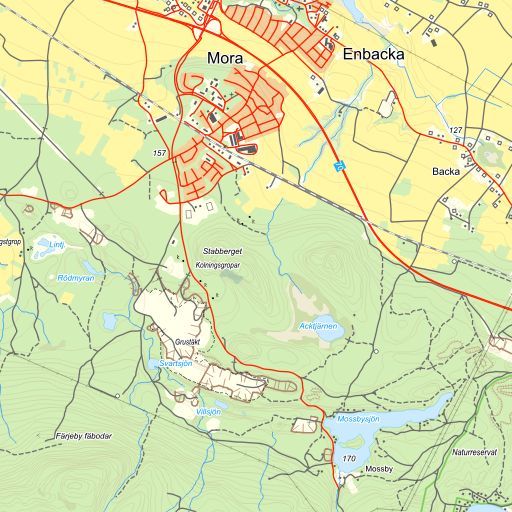 Mora
Enbacka
127
157
Backa
Stabberget
Kolningsgropar
Lintj.
Rödmyran
Acktjärnen
Grustäkt
Svartsjön
Villsjön
Mossbysjön
Färjeby fäbodar
170
Mossby
Naturreservat